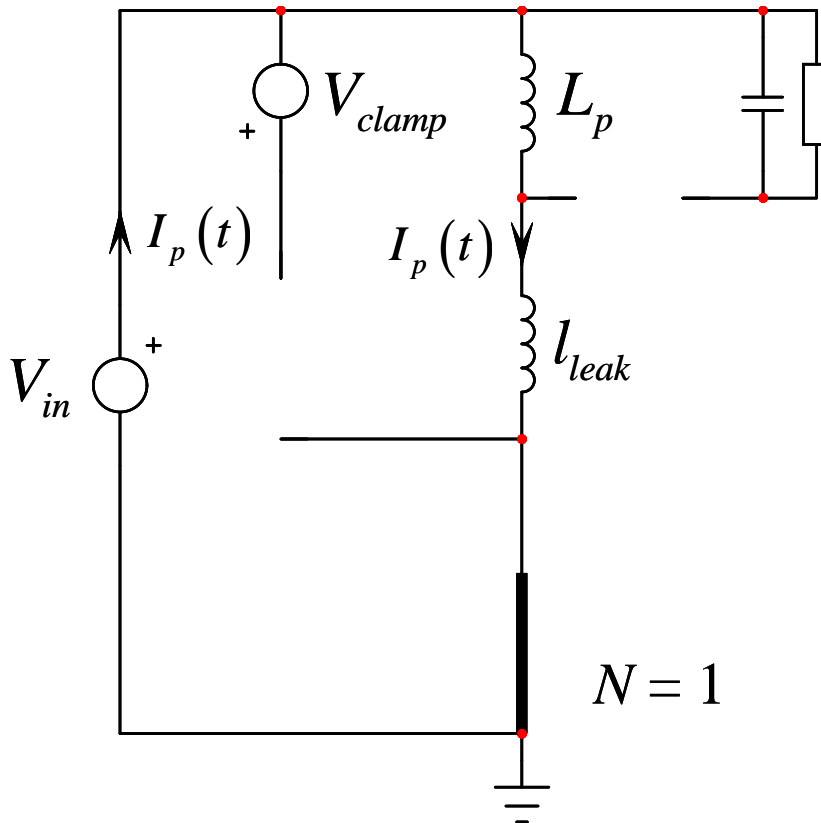 V_clamp
+
L_p
I_p(t)
I_p(t)
+
V_in
l_leak
N = 1